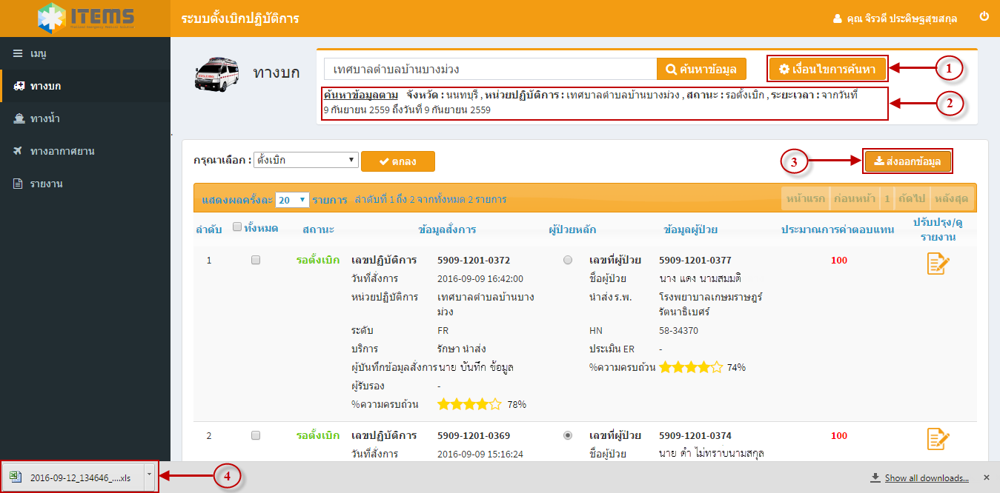 ITEMS
ระบบตั้งเบิกปฏิบัติการ
คุณ จิรวดี ประดิษฐสุขสกุล
เมนู
ทางบก
ทางน้ำ
ทางอากาศยาน
รายงาน
ทางบก
เทศบาลตำบลบ้านบางม่วง
ค้นหาข้อมูล
เงื่อนไขการค้นหา
1
ค้นหาข้อมูลตาม จังหวัด : นนทบุรี , หน่วยปฏิบัติการ : เทศบาลตำบลบ้านบางม่วง , สถานะ : รอตั้งเบิก , ระยะเวลา : จากวันที่
9 กันยายน 2559 ถึงวันที่ 9 กันยายน 2559
2
กรุณาเลือก : ตั้งเบิก
ตกลง
3
ส่งออกข้อมูล
แสดงผลครั้งละ 20 รายการ ลำดับที่ 1 ถึง 2 จากทั้งหมด 2 รายการ
หน้าแรก ก่อนหน้า 1 ถัดไป หลังสุด
ลำดับ ทั้งหมด สถานะ ข้อมูลสั่งการ ผู้ป่วยหลัก ข้อมูลผู้ป่วย ประมาณการค่าตอบแทน ปรับปรุง/ดู
รายงาน
1 รอตั้งเบิก เลขปฏิบัติการ 5909-1201-0372 เลขที่ผู้ป่วย 5909-1201-0377 100
วันที่สั่งการ 2016-09-09 16:42:00 ชื่อผู้ป่วย นาง แดง นามสมมติ
หน่วยปฏิบัติการ เทศบาลตำบลบ้านบาง นำส่ง ร.พ. โรงพยาบาลเกษมราษฎร์
ม่วง รัตนาธิเบศร์
ระดับ FR HN 58-34370
บริการ รักษา นำส่ง ประเมิน ER -
ผู้บันทึกข้อมูลสั่งการ นาย บันทึก ข้อมูล %ความครบถ้วน 74%
ผู้รับรอง -
%ความครบถ้วน 78%
2 รอตั้งเบิก เลขปฏิบัติการ 5909-1201-0369 เลขที่ผู้ป่วย 5909-1201-0374 100
วันที่สั่งการ 2016-09-09 15:16:24 ชื่อผู้ป่วย นาย ดำ ไม่ทราบนามสกุล
2016-09-12_134646_....xls
4
Show all downloads...